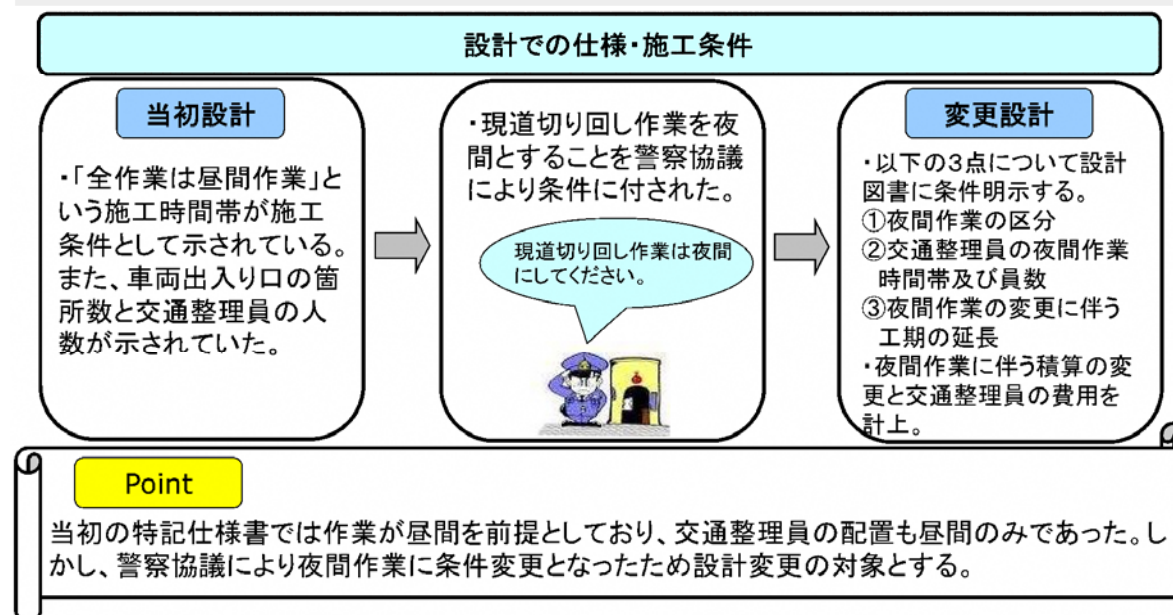 設計での仕様・施工条件
当初設計
・「全作業は昼間作業」と
いう施工時間帯が施工
条件として示されている。
また、車両出入り口の箇
所数と交通整理員の人
数が示されていた。
・現道切り回し作業を夜
間とすることを警察協議
により条件に付された。
現道切り回し作業は夜間
にしてください。
変更設計
・以下の3点について設計
図書に条件明示する。
①夜間作業の区分
②交通整理員の夜間作業
時間帯及び員数
③夜間作業の変更に伴う
工期の延長
・夜間作業に伴う積算の変
更と交通整理員の費用を
計上。
Point
当初の特記仕様書では作業が昼間を前提としており、交通整理員の配置も昼間のみであった。し
かし、警察協議により夜間作業に条件変更となったため設計変更の対象とする。